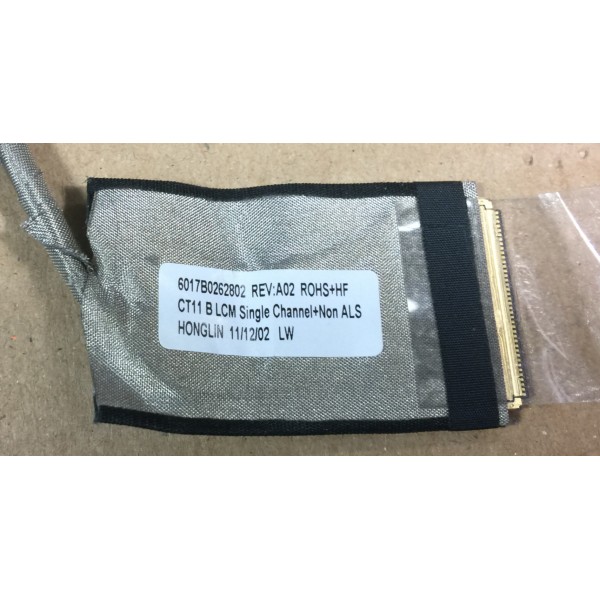 6017B0262802 REV:A02 ROHS+HF
CT11 B LCM Single Channel+Non ALS
HONGLIN 11/12/02 LW